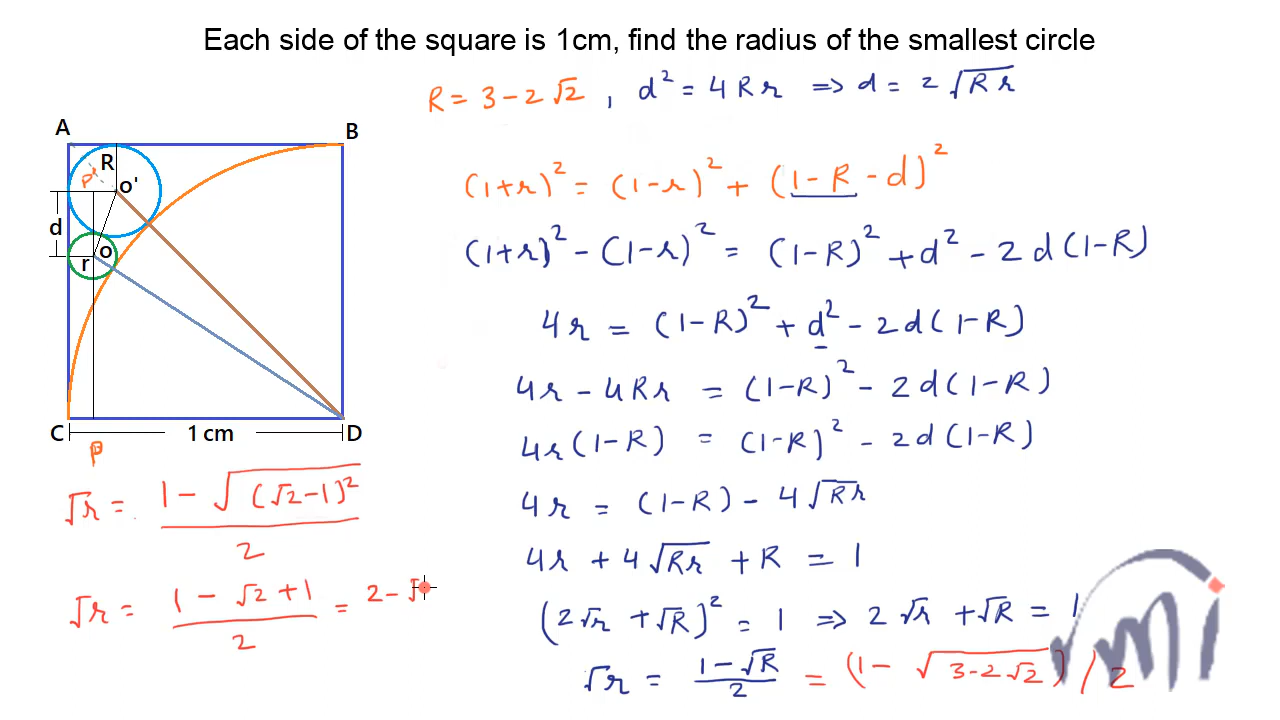 Each side of the square is 1cm, find the radius of the smallest circle
R = 3 - 2√2 , d² = 4Rr ⇒ d = 2√Rr
A
B
R
P'
O'
d
O
r
C
1 cm
D
P
(1+r)² = (1-r)² + (1-R-d)²
(1+r)² - (1-r)² = (1-R)² + d² - 2d(1-R)
4r = (1-R)² + d² - 2d(1-R)
4r - 4Rr = (1-R)² - 2d(1-R)
4r(1-R) = (1-R)² - 2d(1-R)
4r = (1-R) - 4√Rr
4r + 4√Rr + R = 1
(2√r + √R)² = 1 ⇒ 2√r + √R = 1
√r = (1-√R)/2 = (1 - √(3-2√2))/2
√r = (1 - √(√2-1)²)/2
√r = (1 - √2 + 1)/2 = 2 - √
mi